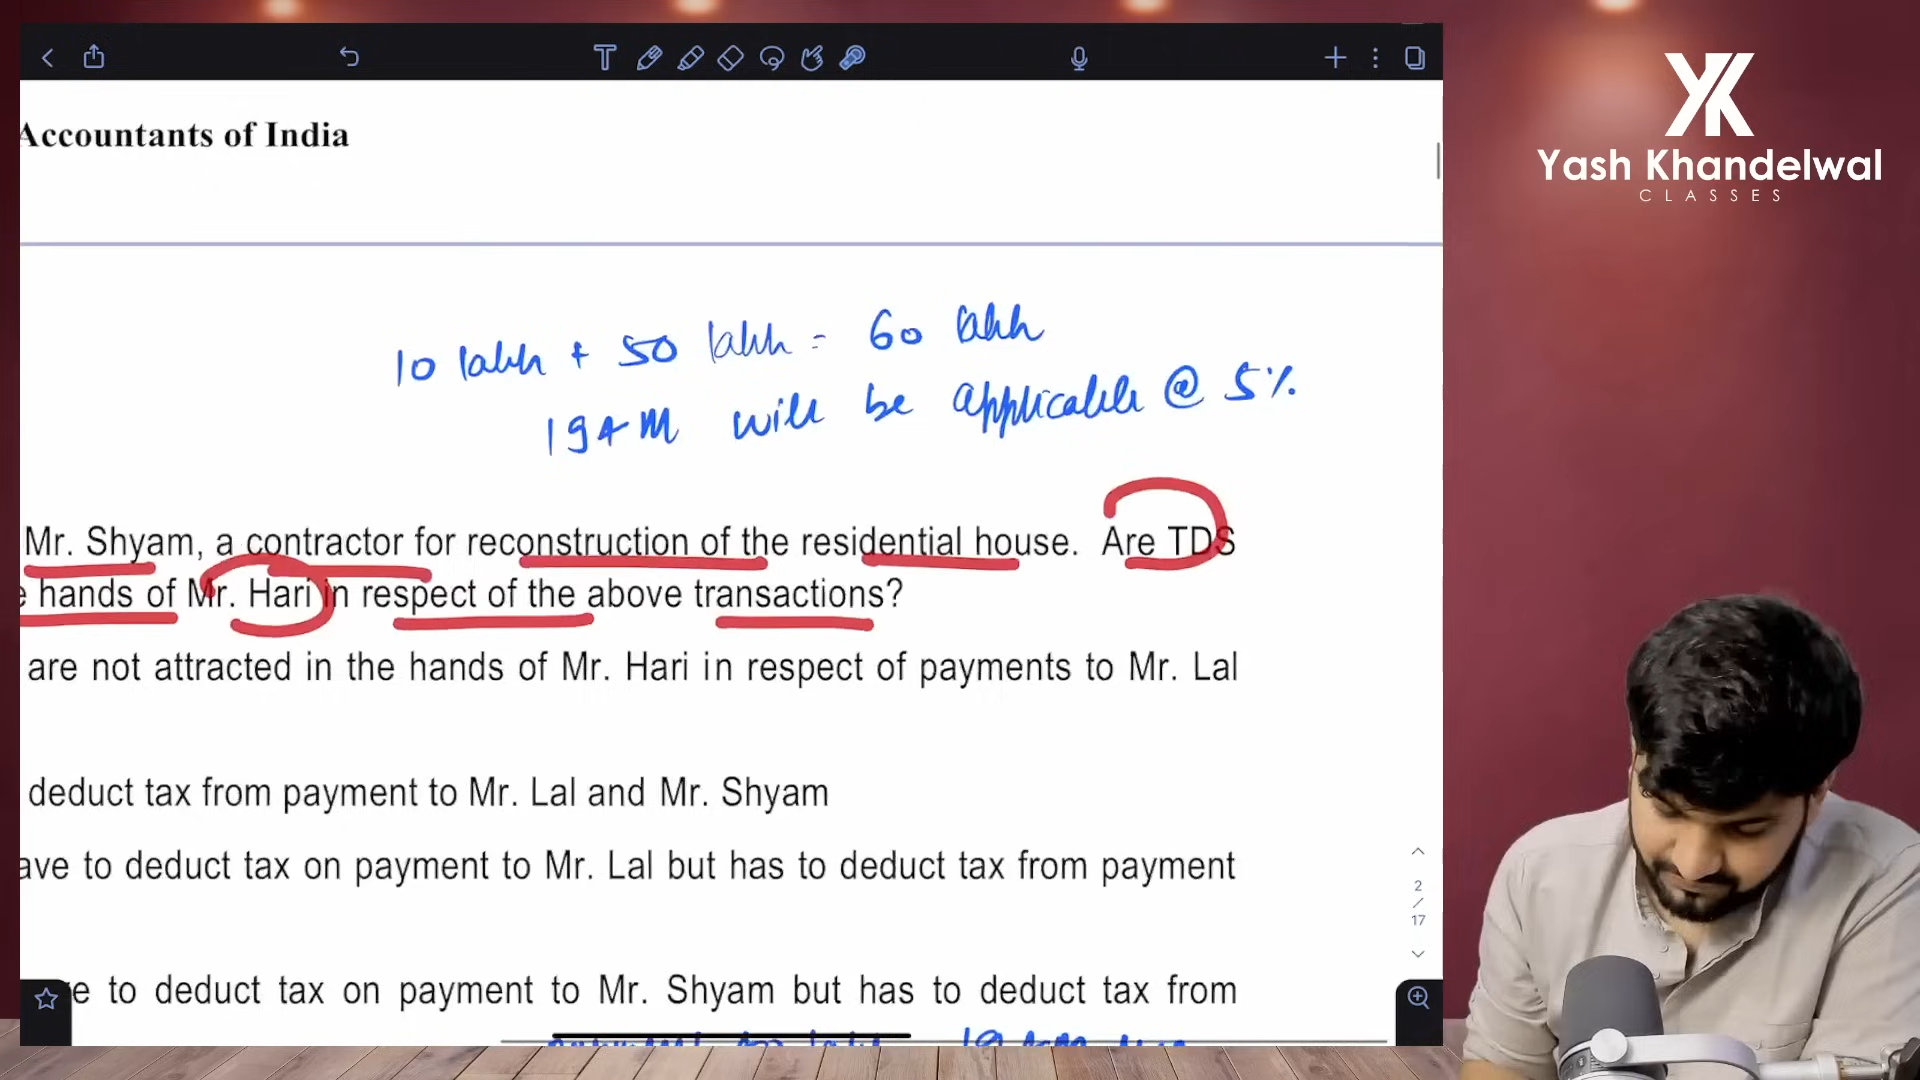 Accountants of India
10 lakh + 50 lakh = 60 lakh
194M will be applicable @ 5%
Mr. Shyam, a contractor for reconstruction of the residential house. Are TDS
e hands of Mr. Hari in respect of the above transactions?
are not attracted in the hands of Mr. Hari in respect of payments to Mr. Lal
deduct tax from payment to Mr. Lal and Mr. Shyam
ave to deduct tax on payment to Mr. Lal but has to deduct tax from payment
e to deduct tax on payment to Mr. Shyam but has to deduct tax from
2
/
17
YK
Yash Khandelwal
CLASSES